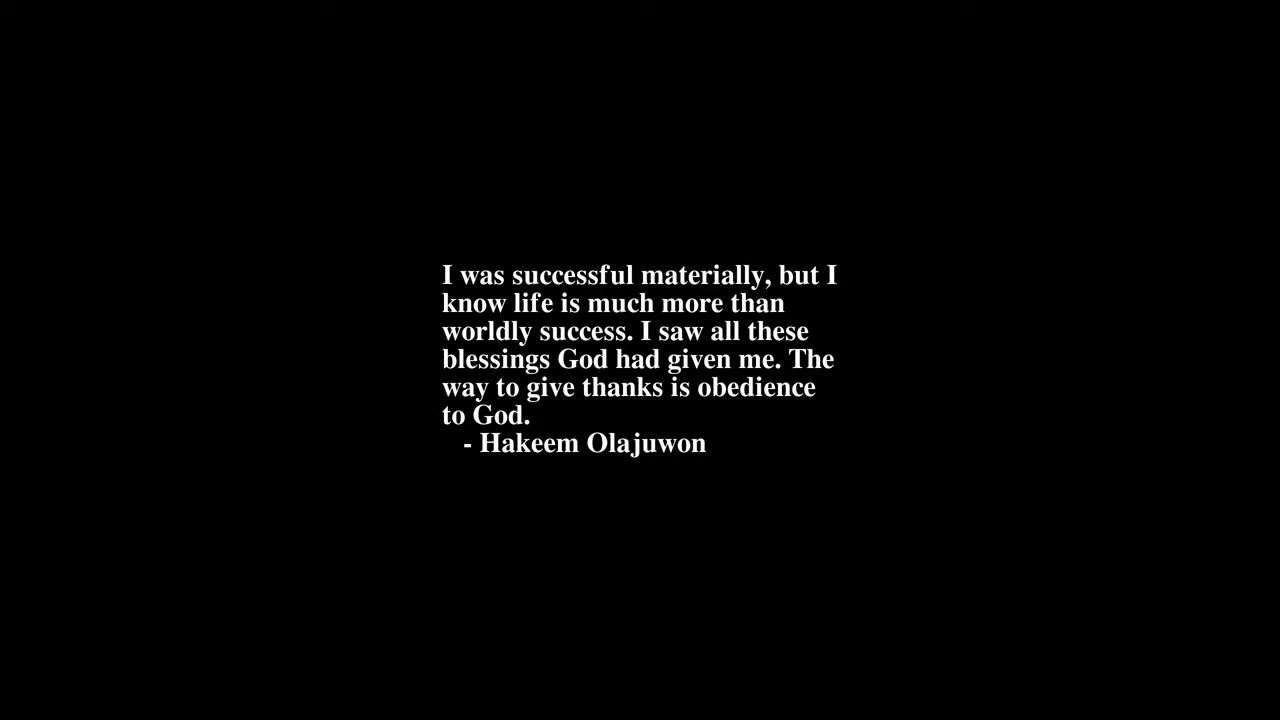 I was successful materially, but I
know life is much more than
worldly success. I saw all these
blessings God had given me. The
way to give thanks is obedience
to God.
- Hakeem Olajuwon